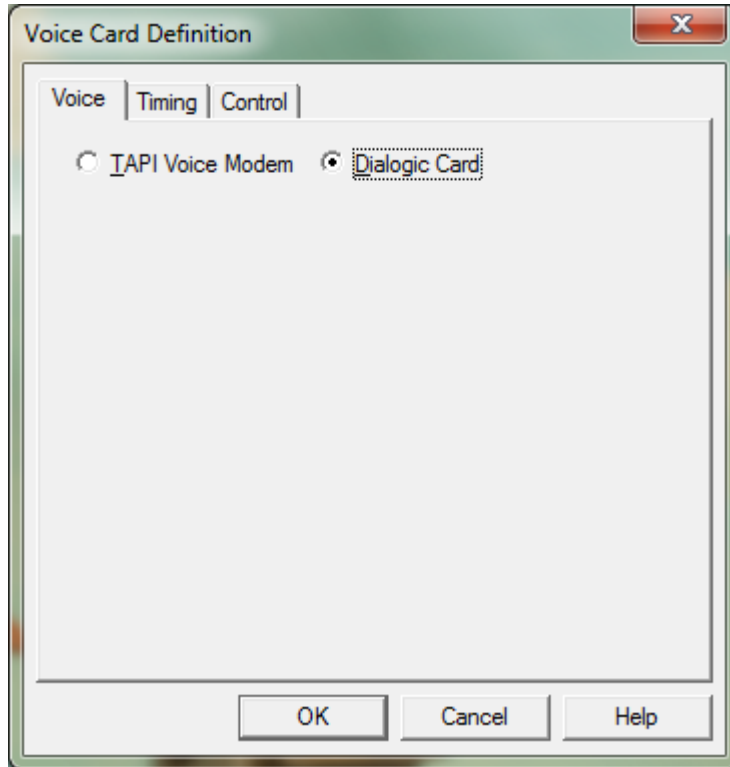 Voice Card Definition
Voice Timing Control
TAPI Voice Modem Dialogic Card
OK Cancel Help